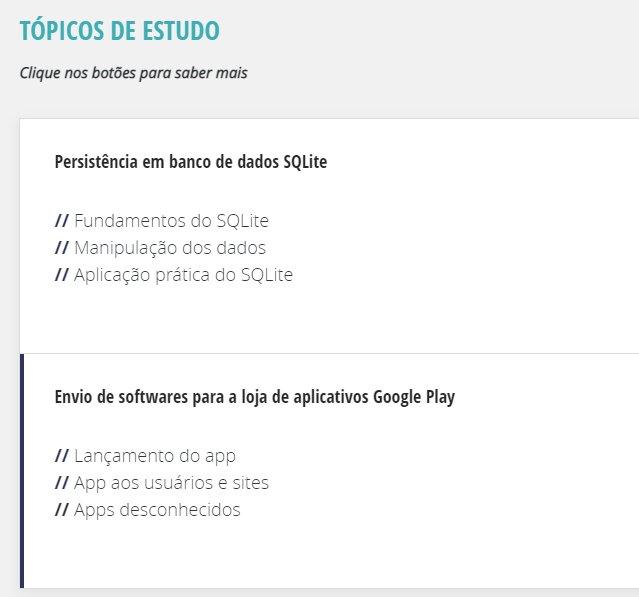 TÓPICOS DE ESTUDO
Clique nos botões para saber mais
Persistência em banco de dados SQLite
// Fundamentos do SQLite
// Manipulação dos dados
// Aplicação prática do SQLite
Envio de softwares para a loja de aplicativos Google Play
// Lançamento do app
// App aos usuários e sites
// Apps desconhecidos